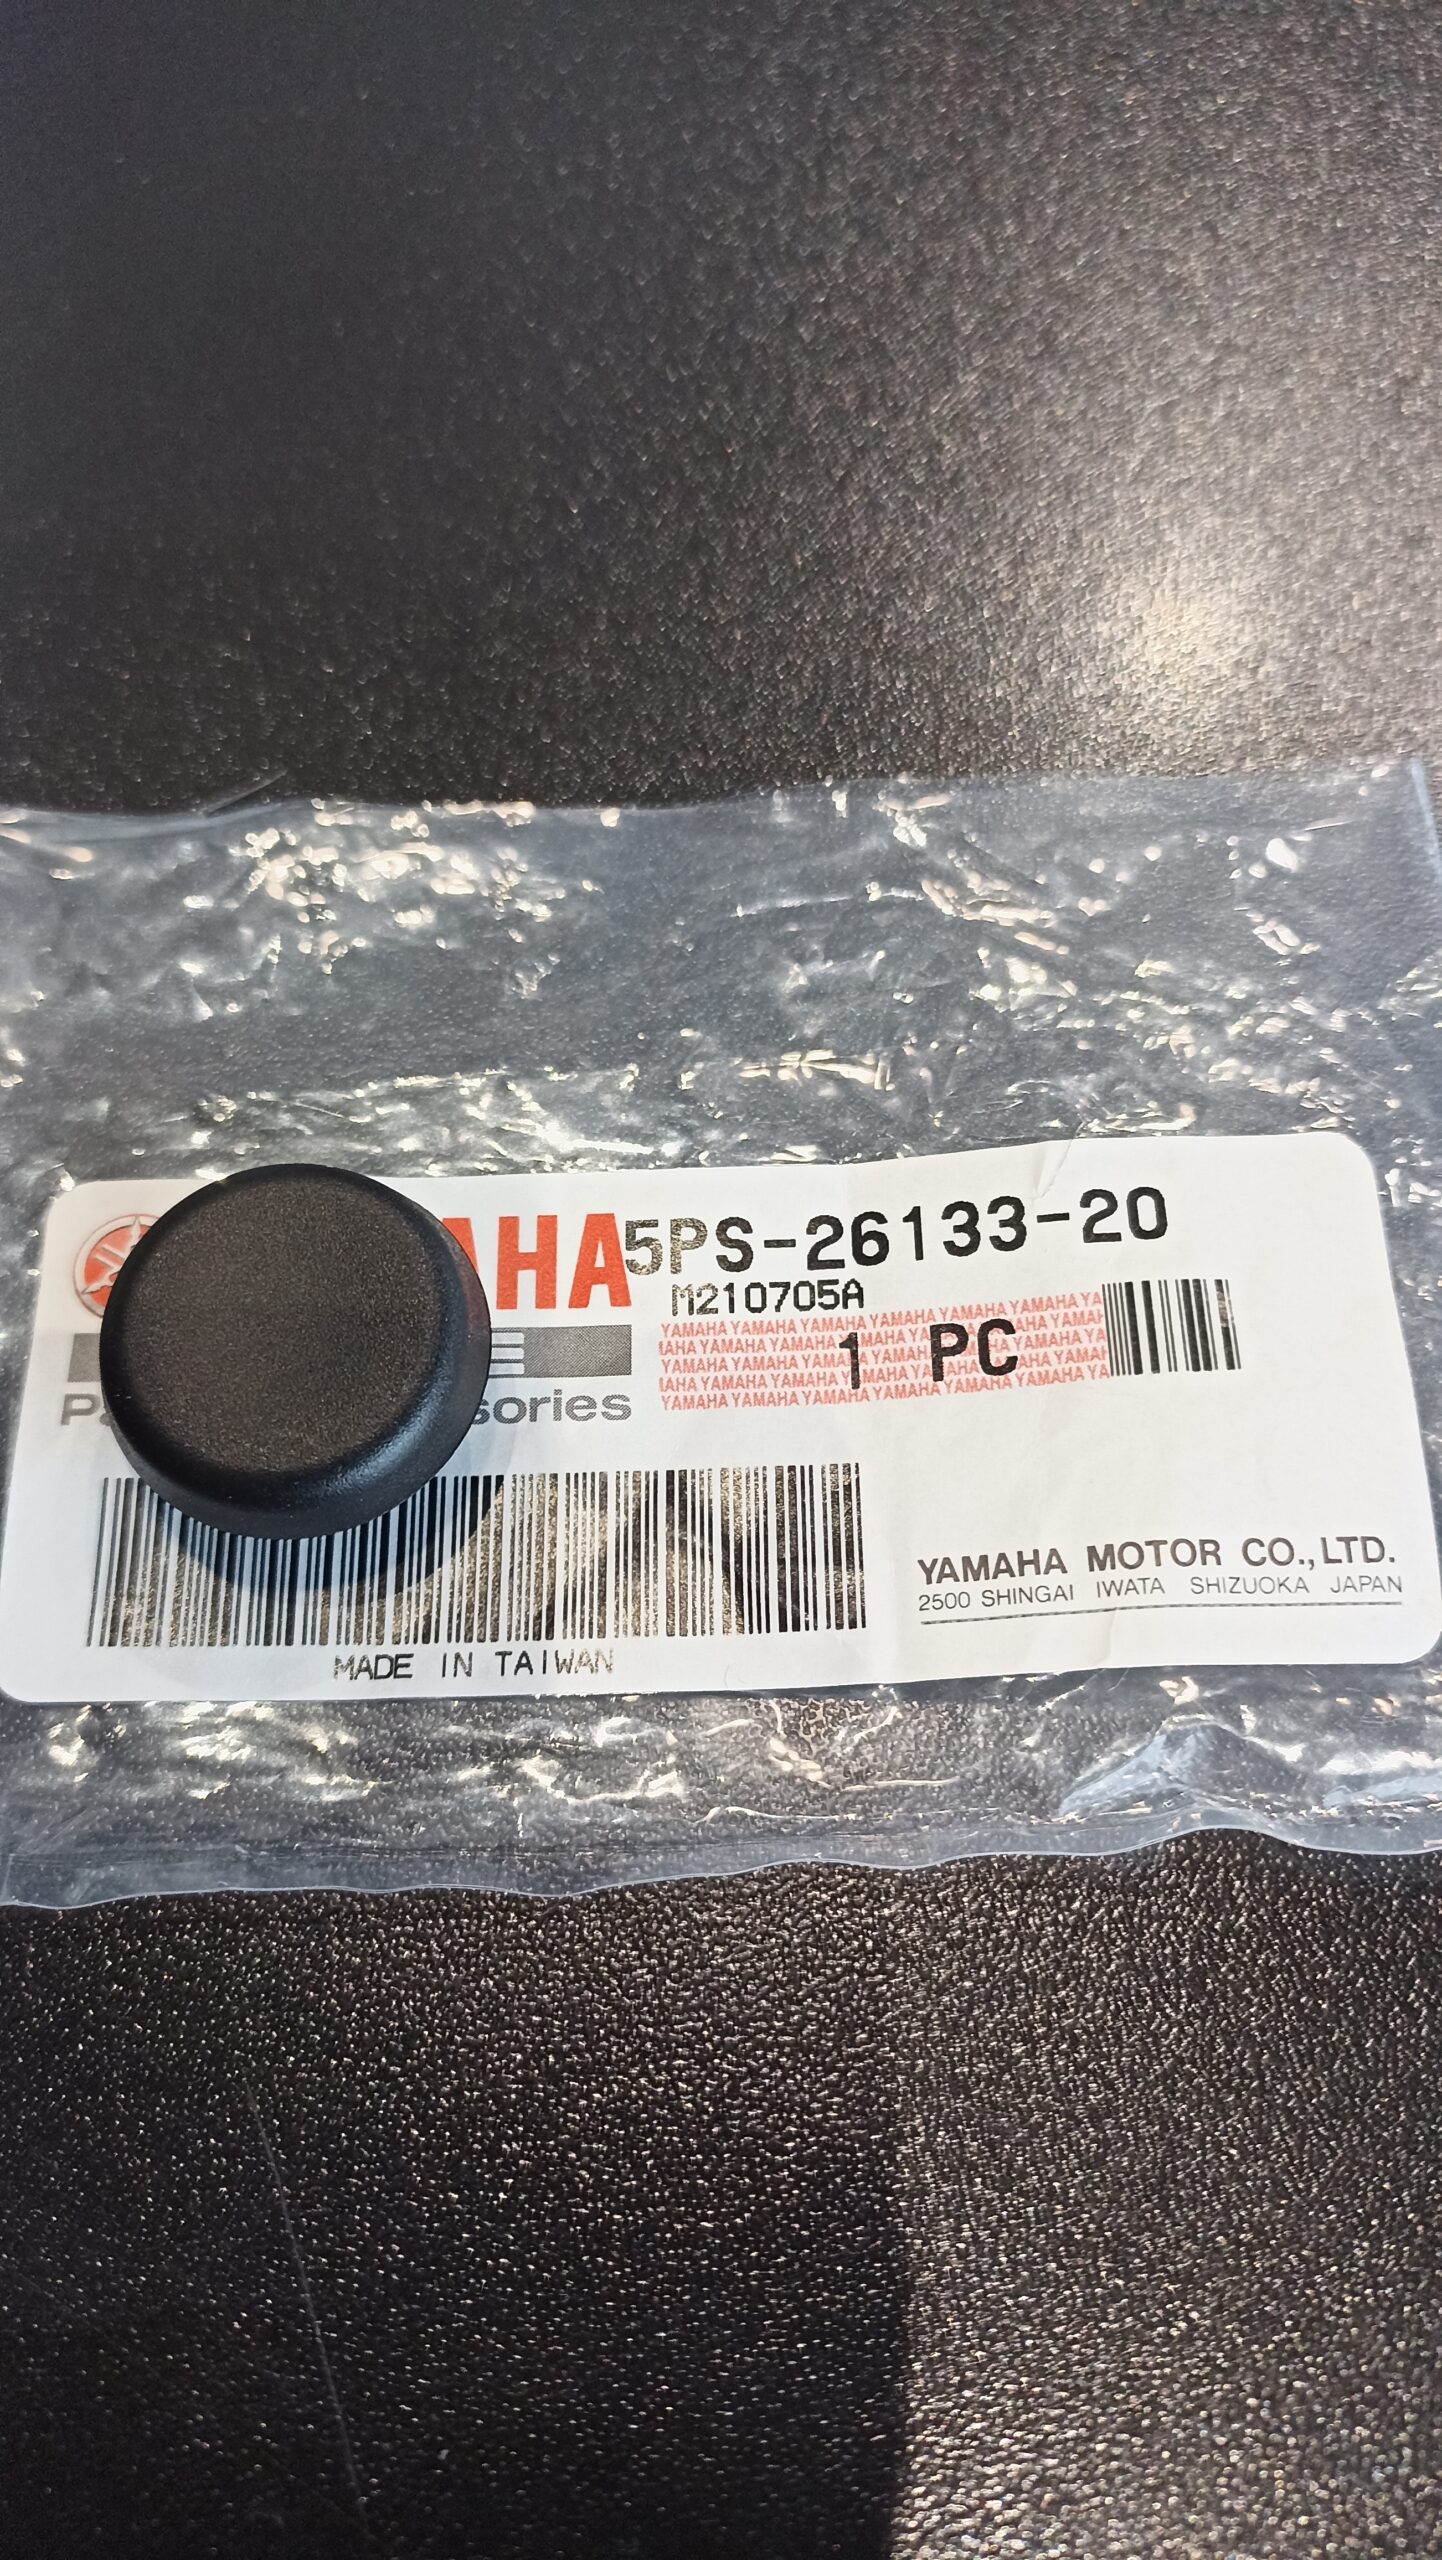 AHA
5PS-26133-20
M210705A
YAMAHA YAMAHA YAMAHA YAMAHA YAMAHA YAMAHA
1 PC
sories
MADE IN TAIWAN
YAMAHA MOTOR CO., LTD.
2500 SHINGAI IWATA SHIZUOKA JAPAN